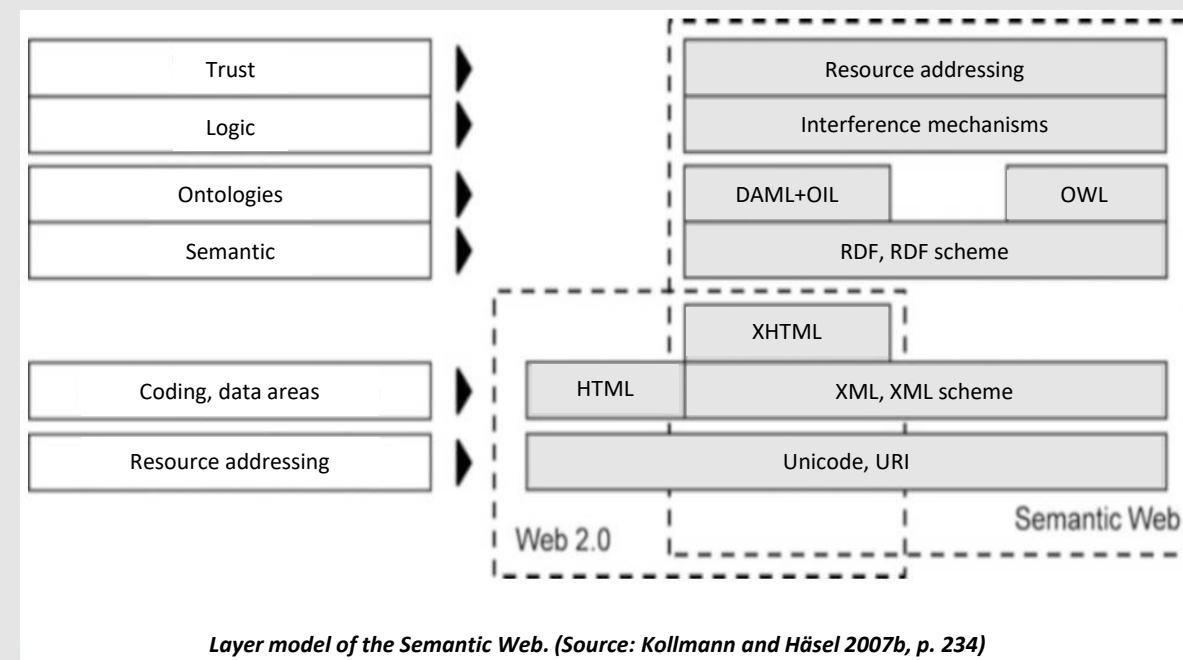 Trust
Resource addressing
Logic
Interference mechanisms
Ontologies
DAML+OIL
OWL
Semantic
RDF, RDF scheme
XHTML
Coding, data areas
HTML
XML, XML scheme
Resource addressing
Unicode, URI
Web 2.0
Semantic Web
Layer model of the Semantic Web. (Source: Kollmann and Häsel 2007b, p. 234)